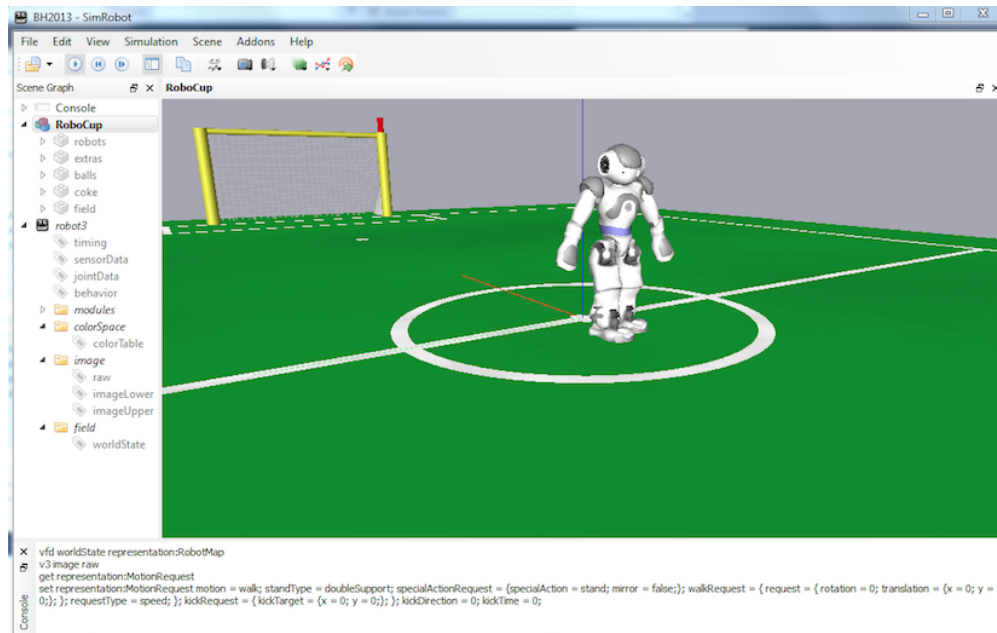 BH2013 - SimRobot
File Edit View Simulation Scene Addons Help
Scene Graph
RoboCup
Console
RoboCup
robots
extras
balls
coke
field
robot3
timing
sensorData
jointData
behavior
modules
colorSpace
colorTable
image
raw
imageLower
imageUpper
field
worldState
Console
vfd worldState representation:RobotMap
v3 image raw
get representation:MotionRequest
set representation:MotionRequest motion = walk; standType = doubleSupport; specialActionRequest = {specialAction = stand; mirror = false;}; walkRequest = { request = { rotation = 0; translation = {x = 0; y =
0;}; }; requestType = speed; }; kickRequest = { kickTarget = {x = 0; y = 0;}; }; kickDirection = 0; kickTime = 0;